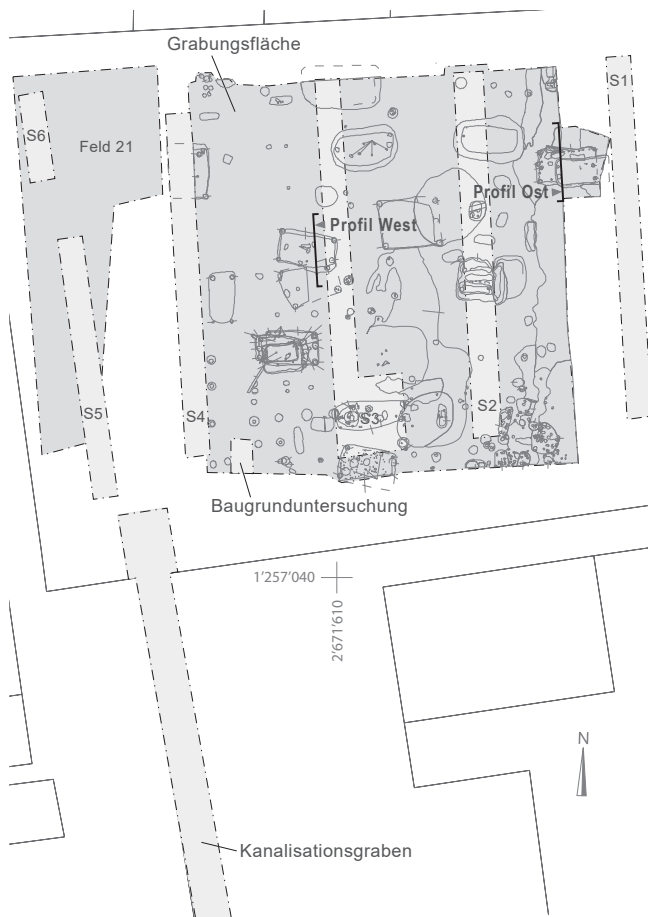 Grabungsfläche
S1
S6
Feld 21
Profil Ost
Profil West
S5
S4
S3
S2
Baugrunduntersuchung
1’257’040
2’671’610
N
Kanalisationsgraben